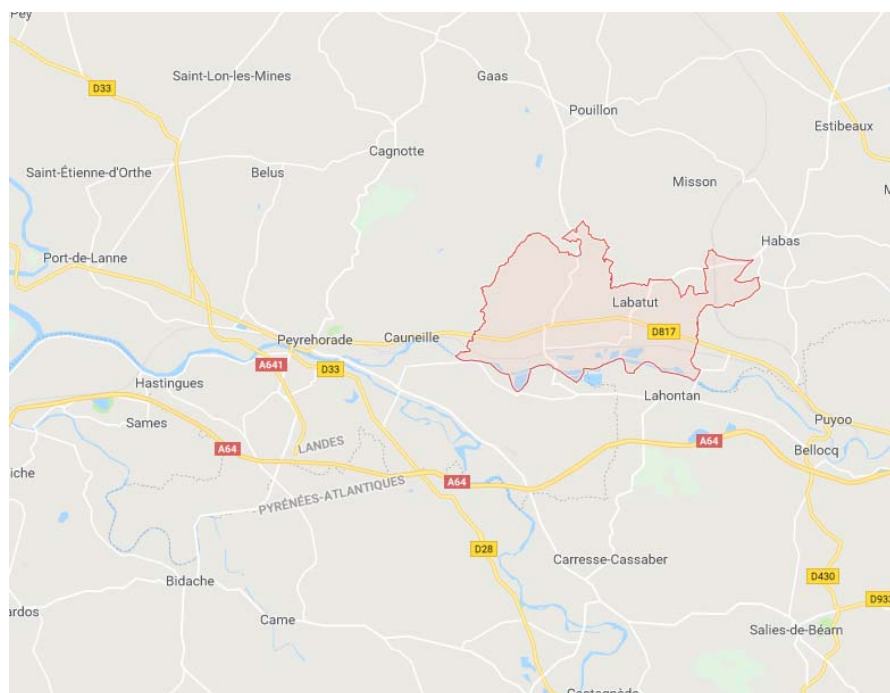 Pey
Saint-Lon-les-Mines
Gaas
D33
Pouillon
Estibeaux
Cagnotte
Saint-Étienne-d'Orthe
Belus
Misson
Habas
Port-de-Lanne
Labatut
D817
Peyrehorade
Cauneille
A641
D33
Hastingues
Lahontan
Sames
Puyoo
LANDES
A64
A64
Bellocq
iche
A64
PYRÉNÉES-ATLANTIQUES
D28
Carresse-Cassaber
Bidache
D430
D933
ardos
Came
Salies-de-Béarn